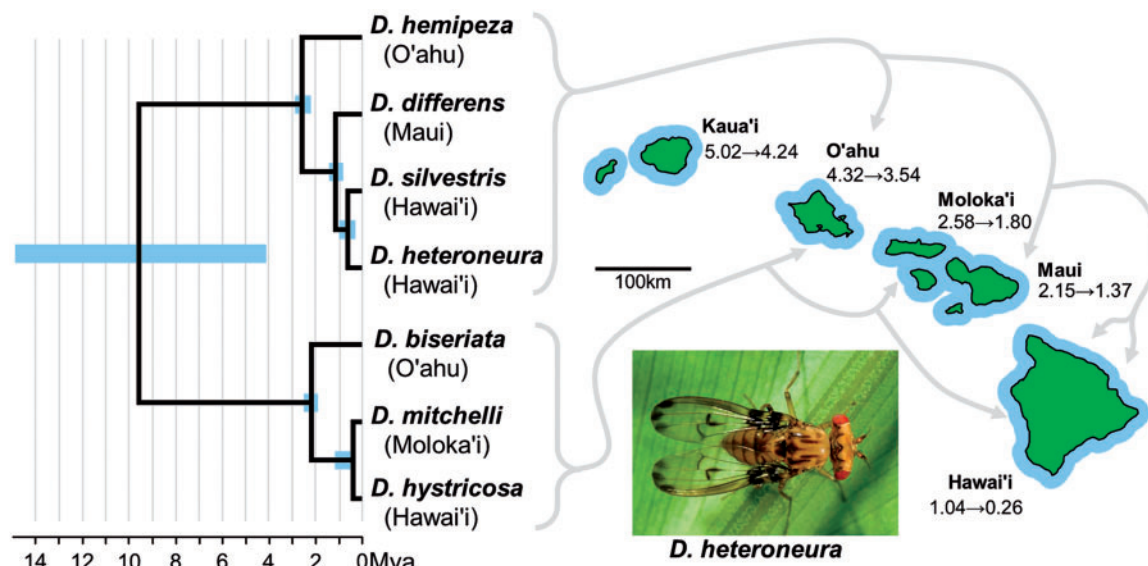 D. hemipeza
(O'ahu)
D. differens
(Maui)
D. silvestris
(Hawai'i)
D. heteroneura
(Hawai'i)
D. biseriata
(O'ahu)
D. mitchelli
(Moloka'i)
D. hystricosa
(Hawai'i)
14 12 10 8 6 4 2 0Mya
Kaua'i
5.02→4.24
O'ahu
4.32→3.54
Moloka'i
2.58→1.80
Maui
2.15→1.37
100km
Hawai'i
1.04→0.26
D. heteroneura